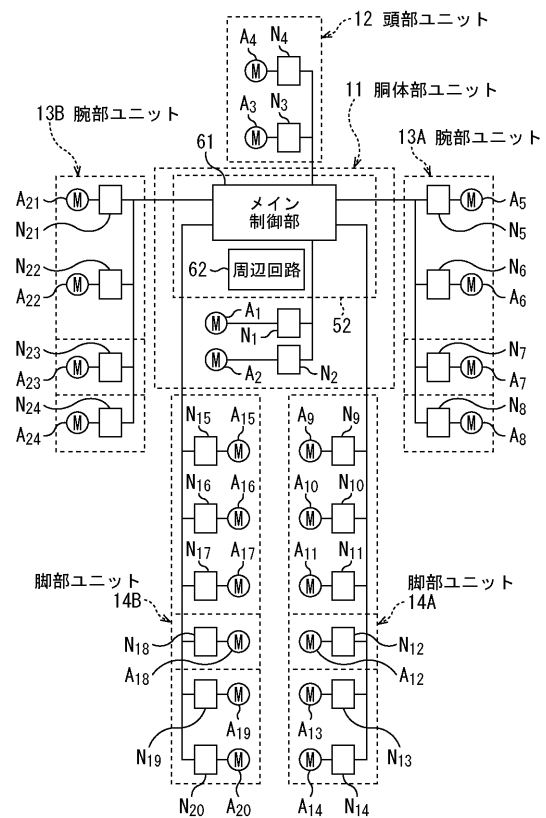 12 頭部ユニット
A4 N4
M
A3 N3
M
11 胴体部ユニット
13B 腕部ユニット
61
13A 腕部ユニット
メイン
制御部
A21 M
N21
M A5
N5
N22
A22 M
N6
M A6
62 周辺回路
52
A1
M
N1
M
A2
N2
N23
A23 M
N7
M A7
N24
A24 M
N8
M A8
N15 A15
M
A9 N9
M
N16 A16
M
A10 N10
M
N17 A17
M
A11 N11
M
脚部ユニット
14B
脚部ユニット
14A
N18 M
A18
M N12
A12
M
N19 A19
M
A13 N13
M
N20 A20
M
A14 N14